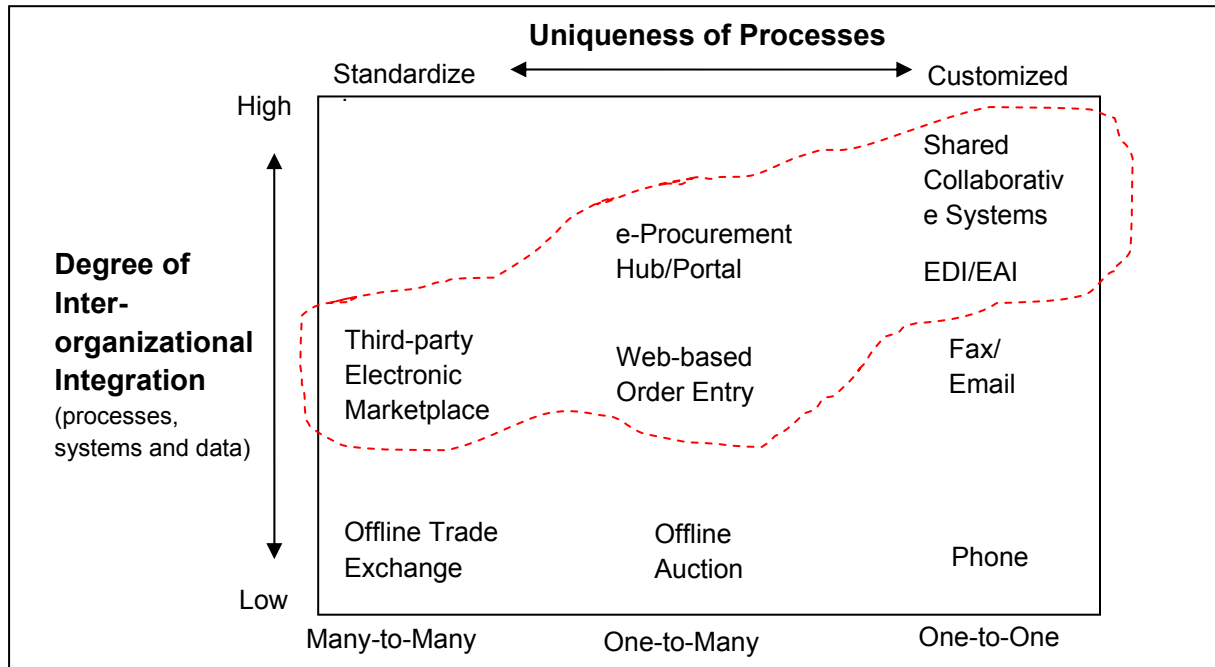 Uniqueness of Processes
Standardize
Customized
High
Shared
Collaborativ
e Systems
e-Procurement
Hub/Portal
EDI/EAI
Degree of
Inter-
organizational
Integration
(processes,
systems and data)
Third-party
Electronic
Marketplace
Web-based
Order Entry
Fax/
Email
Offline Trade
Exchange
Offline
Auction
Phone
Low
Many-to-Many
One-to-Many
One-to-One